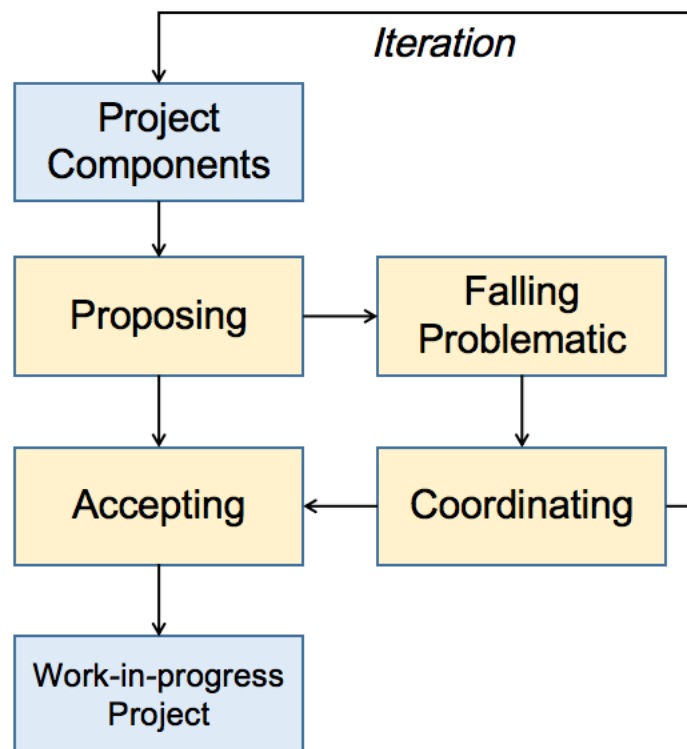 Iteration
Project
Components
Proposing
Falling
Problematic
Accepting
Coordinating
Work-in-progress
Project